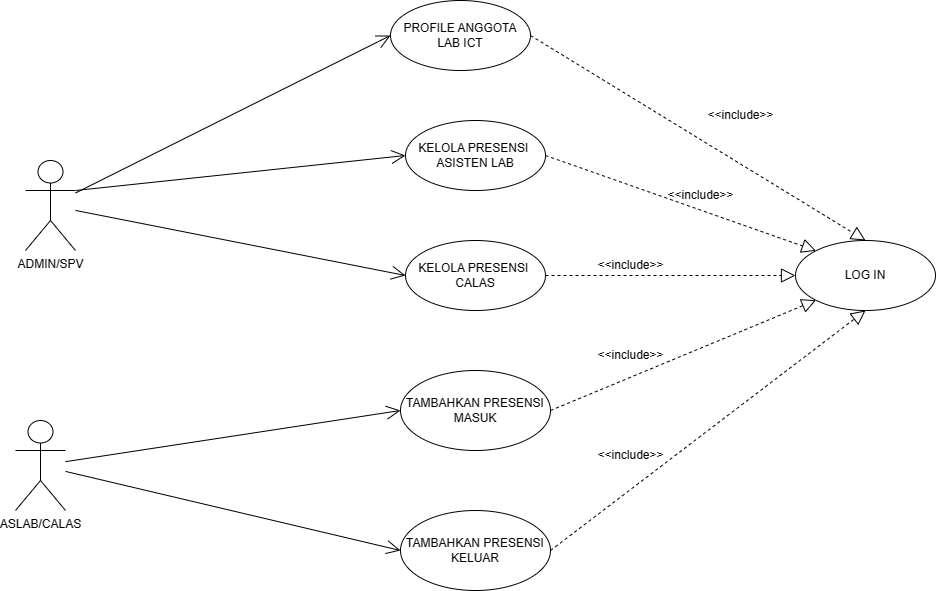 PROFILE ANGGOTA
LAB ICT
<<include>>
KELOLA PRESENSI
ASISTEN LAB
<<include>>
ADMIN/SPV
KELOLA PRESENSI
CALAS
<<include>>
LOG IN
<<include>>
TAMBAHKAN PRESENSI
MASUK
<<include>>
ASLAB/CALAS
TAMBAHKAN PRESENSI
KELUAR